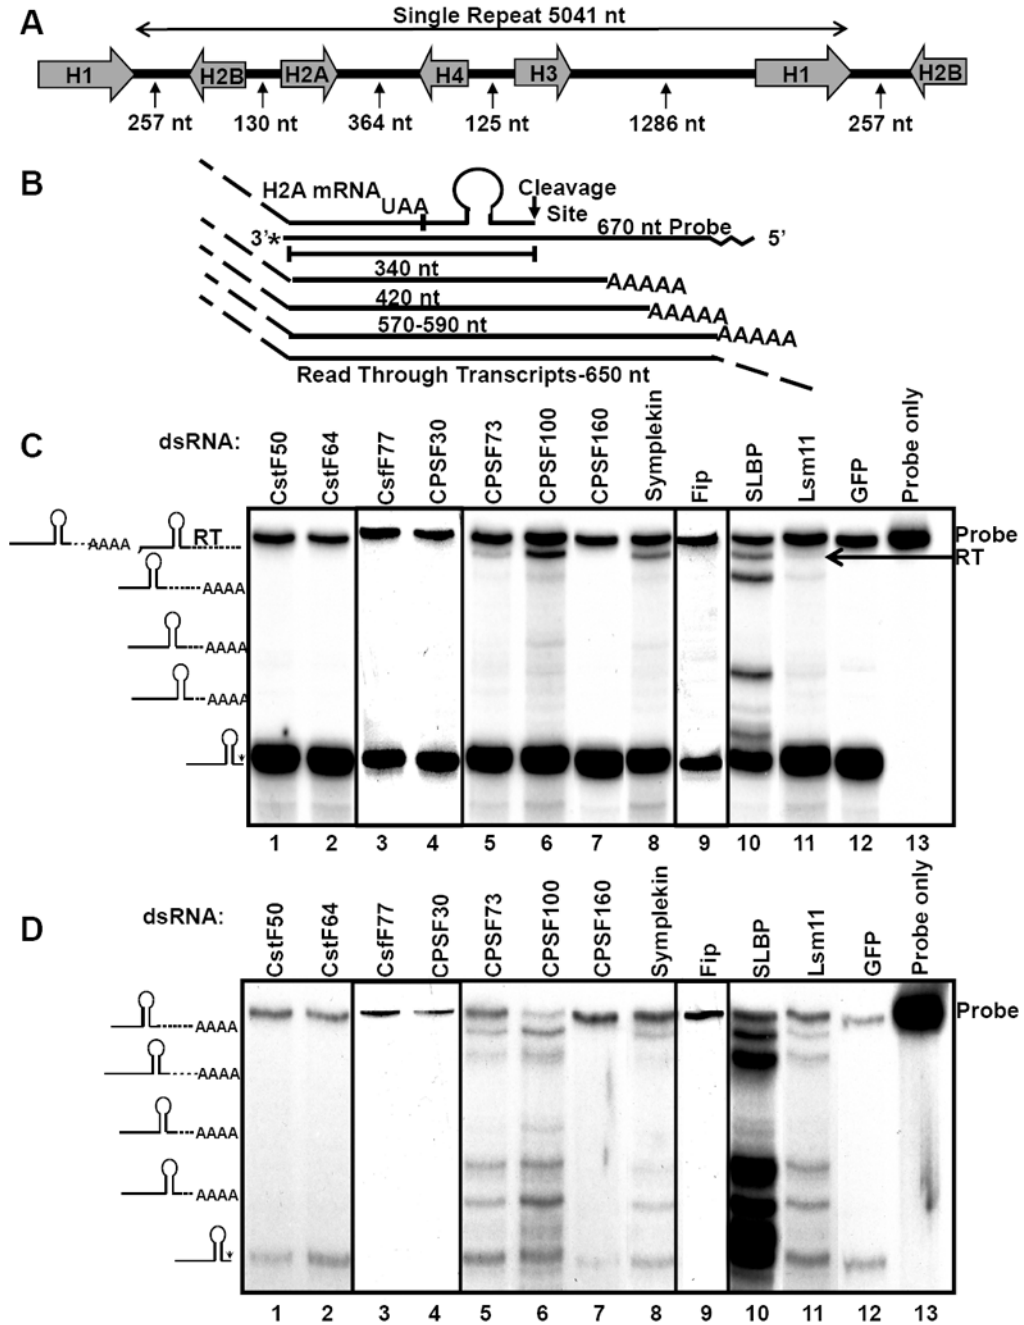 A
Single Repeat 5041 nt
H1 H2B H2A H4 H3 H1 H2B
257 nt 130 nt 364 nt 125 nt 1286 nt 257 nt
B
H2A mRNA UAA Cleavage Site
3'* 670 nt Probe 5'
340 nt AAAAA
420 nt AAAAA
570-590 nt AAAAA
Read Through Transcripts-650 nt
C
dsRNA: CstF50 CstF64 CsfF77 CPSF30 CPSF73 CPSF100 CPSF160 Symplekin Fip SLBP Lsm11 GFP Probe only
AAAA, RT Probe
RT
AAAA
AAAA
AAAA
1 2 3 4 5 6 7 8 9 10 11 12 13
D
dsRNA: CstF50 CstF64 CsfF77 CPSF30 CPSF73 CPSF100 CPSF160 Symplekin Fip SLBP Lsm11 GFP Probe only
AAAA Probe
AAAA
AAAA
AAAA
1 2 3 4 5 6 7 8 9 10 11 12 13